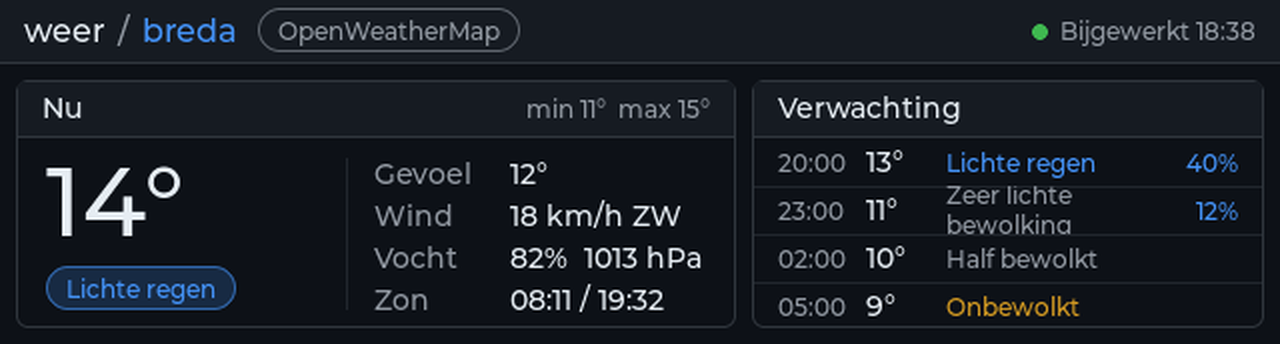 weer / breda OpenWeatherMap Bijgewerkt 18:38
Nu min 11° max 15°
14°
Lichte regen
Gevoel 12°
Wind 18 km/h ZW
Vocht 82% 1013 hPa
Zon 08:11 / 19:32
Verwachting
20:00 13° Lichte regen 40%
23:00 11° Zeer lichte bewolking 12%
02:00 10° Half bewolkt
05:00 9° Onbewolkt